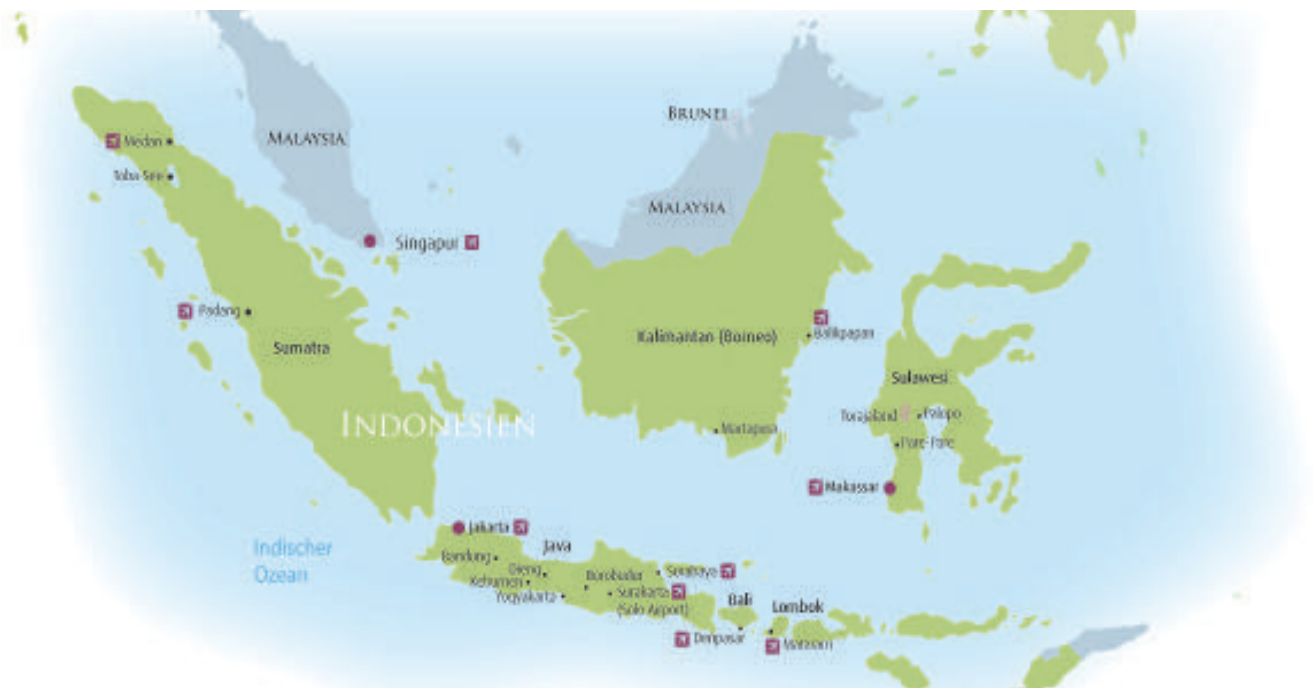 BRUNEI
MALAYSIA
Medan
Toba-See
MALAYSIA
Singapur
Padang
Kalimantan (Borneo)
Balikpapan
Sumatra
Sulawesi
INDONESIEN
Torajaland
Palopo
Martapura
Pare-Pare
Makassar
Jakarta
Indischer
Ozean
Java
Bandung
Dieng
Borobudur
Surabaya
Yogyakarta
Surakarta
(Solo Airport)
Bali
Lombok
Denpasar
Mataram